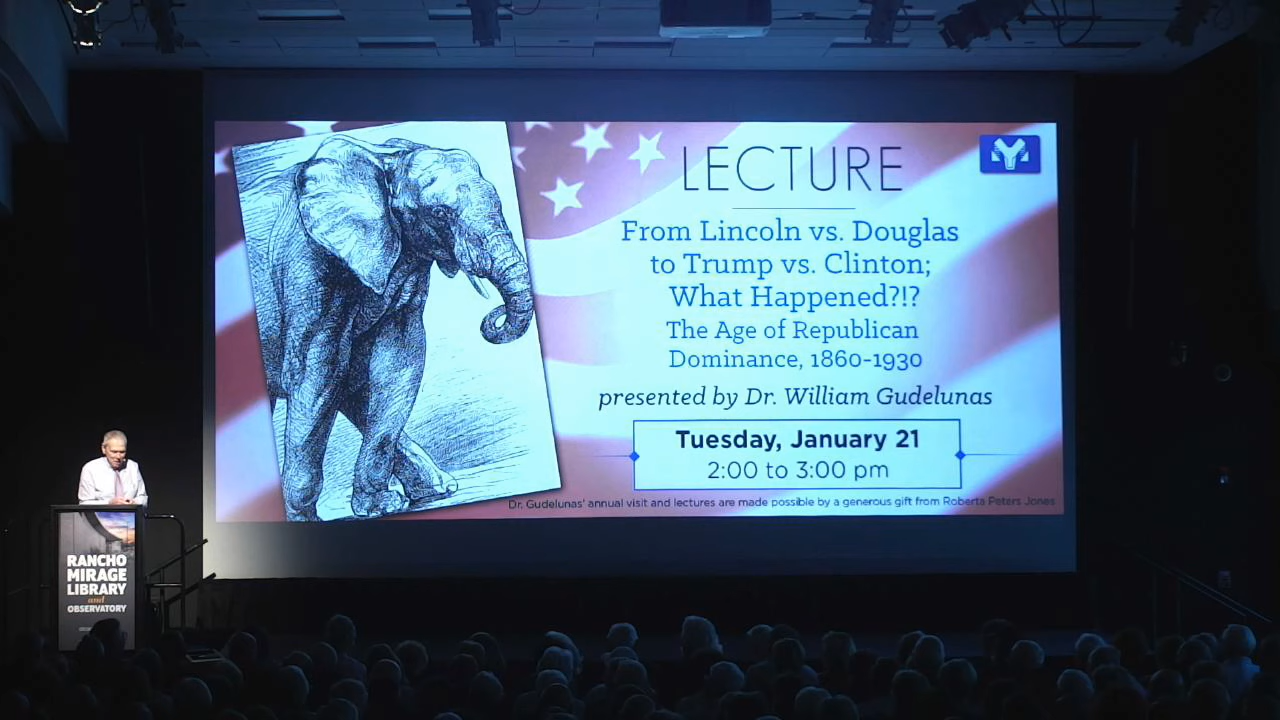 LECTURE
From Lincoln vs. Douglas
to Trump vs. Clinton;
What Happened?!?
The Age of Republican
Dominance, 1860-1930
presented by Dr. William Gudelunas
Tuesday, January 21
2:00 to 3:00 pm
Dr. Gudelunas' annual visit and lectures are made possible by a generous gift from Roberta Peters Jones
RANCHO
MIRAGE
LIBRARY
and
OBSERVATORY